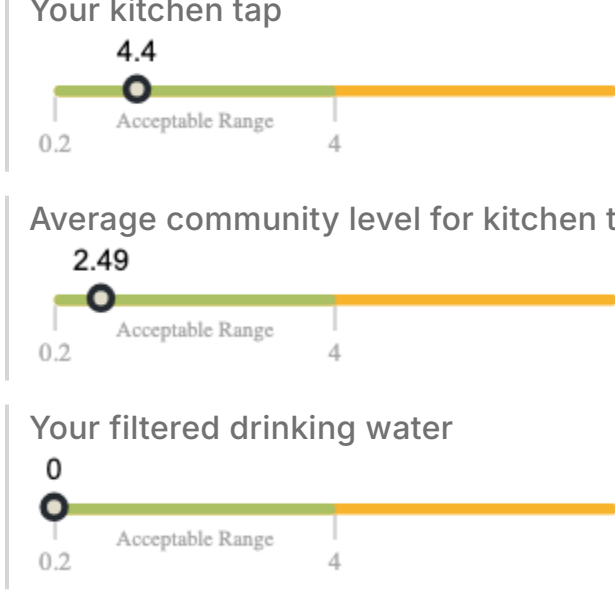 Your kitchen tap
4.4
Acceptable Range
0.2 4
Average community level for kitchen t
2.49
Acceptable Range
0.2 4
Your filtered drinking water
0
Acceptable Range
0.2 4